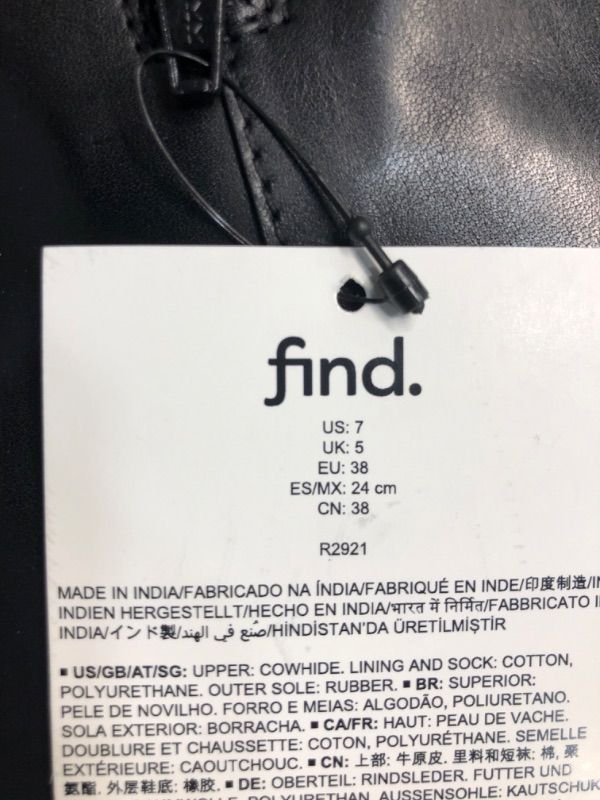 find.
US: 7
UK: 5
EU: 38
ES/MX: 24 cm
CN: 38
R2921
MADE IN INDIA/FABRICADO NA ÍNDIA/FABRIQUÉ EN INDE/印度制造/
INDIEN HERGESTELLT/HECHO EN INDIA/भारत में निर्मित/FABBRICATO
INDIA/インド製/صُنع في الهند/HİNDİSTAN'DA ÜRETİLMİŞTİR
▪ US/GB/AT/SG: UPPER: COWHIDE. LINING AND SOCK: COTTON,
POLYURETHANE. OUTER SOLE: RUBBER. ▪ BR: SUPERIOR:
PELE DE NOVILHO. FORRO E MEIAS: ALGODÃO, POLIURETANO.
SOLA EXTERIOR: BORRACHA. ▪ CA/FR: HAUT: PEAU DE VACHE.
DOUBLURE ET CHAUSSETTE: COTON, POLYURÉTHANE. SEMELLE
EXTÉRIEURE: CAOUTCHOUC. ▪ CN: 上部: 牛原皮. 里料和短袜: 棉, 聚
氨酯. 外层鞋底: 橡胶. ▪ DE: OBERTEIL: RINDSLEDER. FUTTER UND
POLYURETHAN. AUSSENSOHLE: KAUTSCHUK